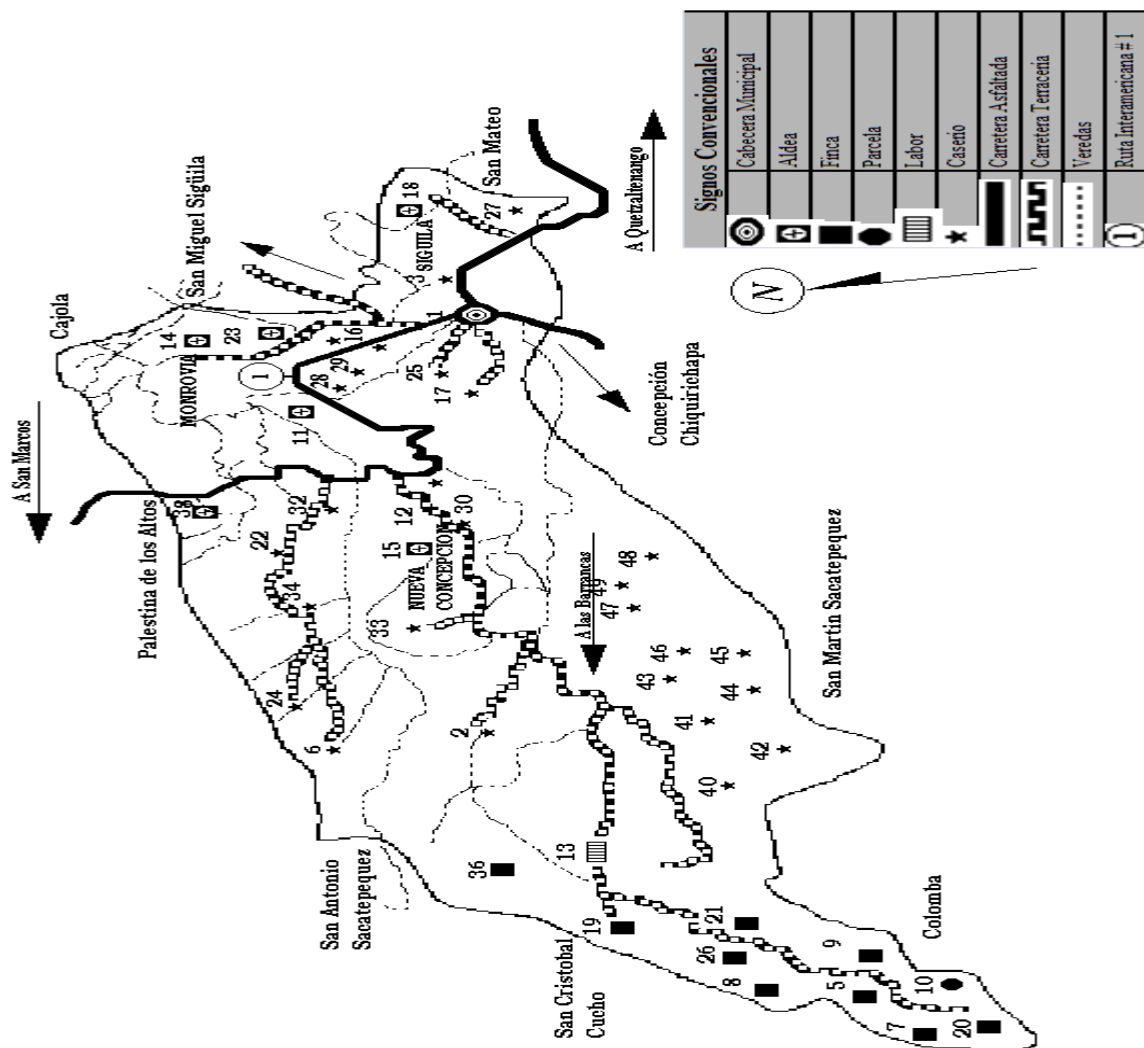 A San Marcos
Cajola
San Miguel Sigüila
San Mateo
A Quetzaltenango
Palestina de los Altos
MONROVIA
14
23
1
16
28
29
11
3
SIGUILA
18
27
1
25
17
Concepción
Chiquirichapa
38
22
32
34
24
6
12
30
15
NUEVA
CONCEPCION
33
2
A las Barrancas
48
49
47
46
43
45
44
41
42
40
San Martín Sacatepequez
San Antonio
Sacatepequez
36
13
San Cristobal
Cucho
19
21
26
8
9
5
10
7
20
Colomba
N
Signos Convencionales
Cabecera Municipal
Aldea
Finca
Parcela
Labor
Caserio
Carretera Asfaltada
Carretera Terracería
Veredas
1 Ruta Interamericana # 1